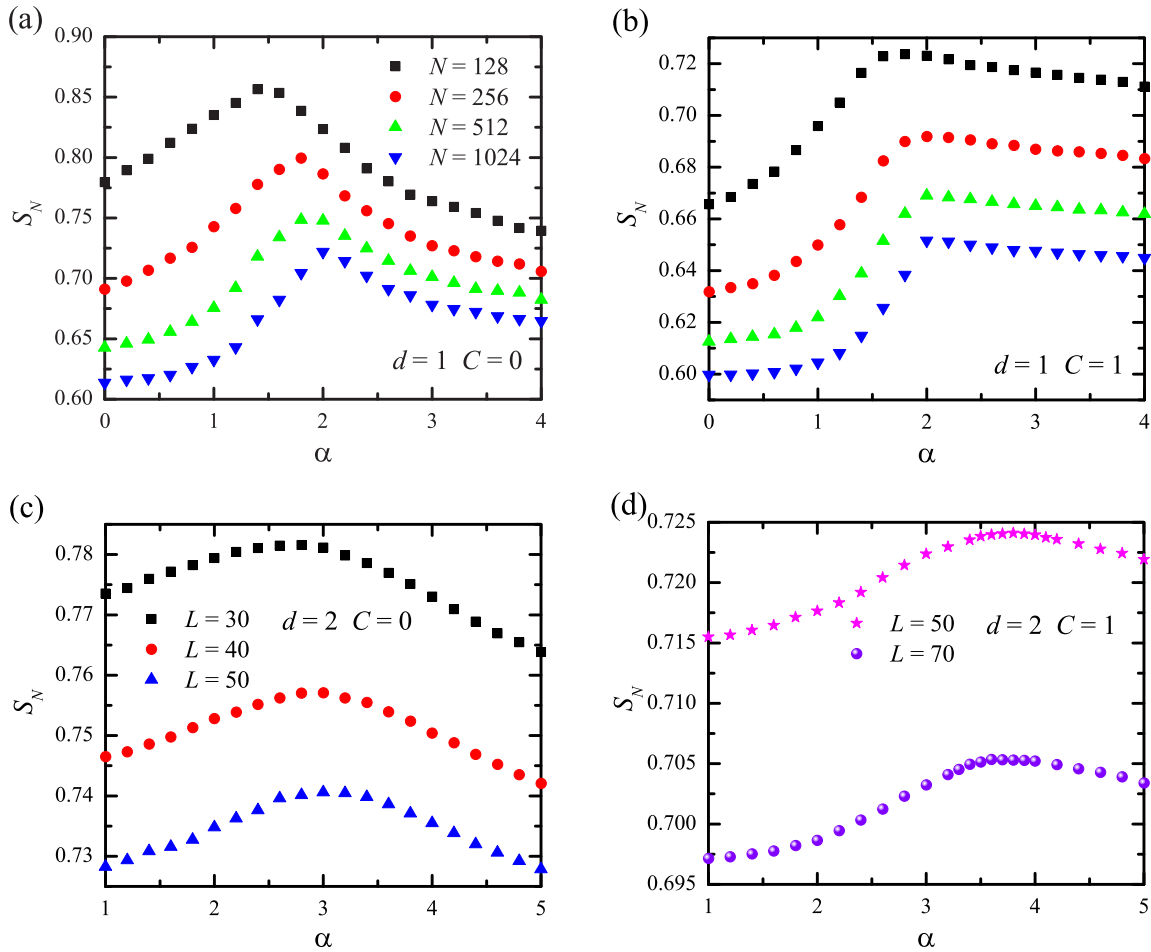 (a)
0.90
0.85
0.80
0.75
0.70
0.65
0.60
S_N
N = 128
N = 256
N = 512
N = 1024
d = 1 C = 0
0 1 2 3 4
α
(b)
0.72
0.70
0.68
0.66
0.64
0.62
0.60
S_N
d = 1 C = 1
0 1 2 3 4
α
(c)
0.78
0.77
0.76
0.75
0.74
0.73
S_N
L = 30
L = 40
L = 50
d = 2 C = 0
1 2 3 4 5
α
(d)
0.725
0.720
0.715
0.710
0.705
0.700
0.695
S_N
L = 50
L = 70
d = 2 C = 1
1 2 3 4 5
α